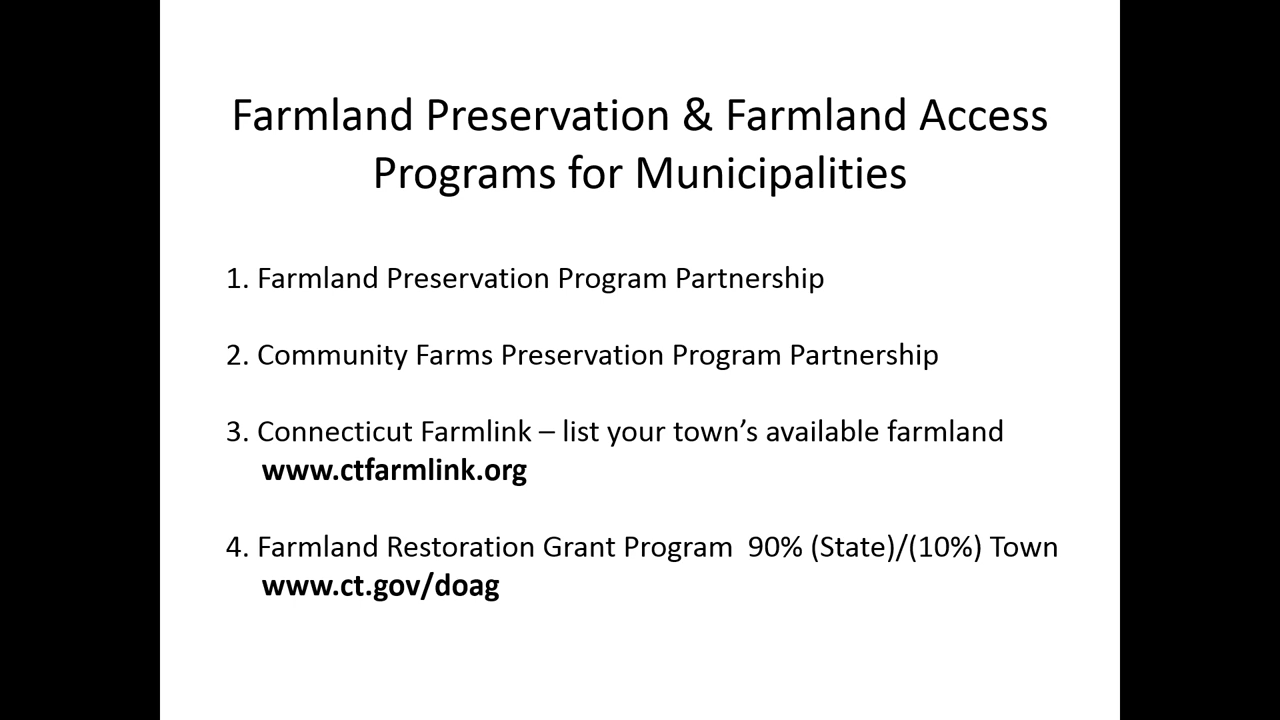 Farmland Preservation & Farmland Access
Programs for Municipalities
1. Farmland Preservation Program Partnership
2. Community Farms Preservation Program Partnership
3. Connecticut Farmlink – list your town’s available farmland
www.ctfarmlink.org
4. Farmland Restoration Grant Program  90% (State)/(10%) Town
www.ct.gov/doag